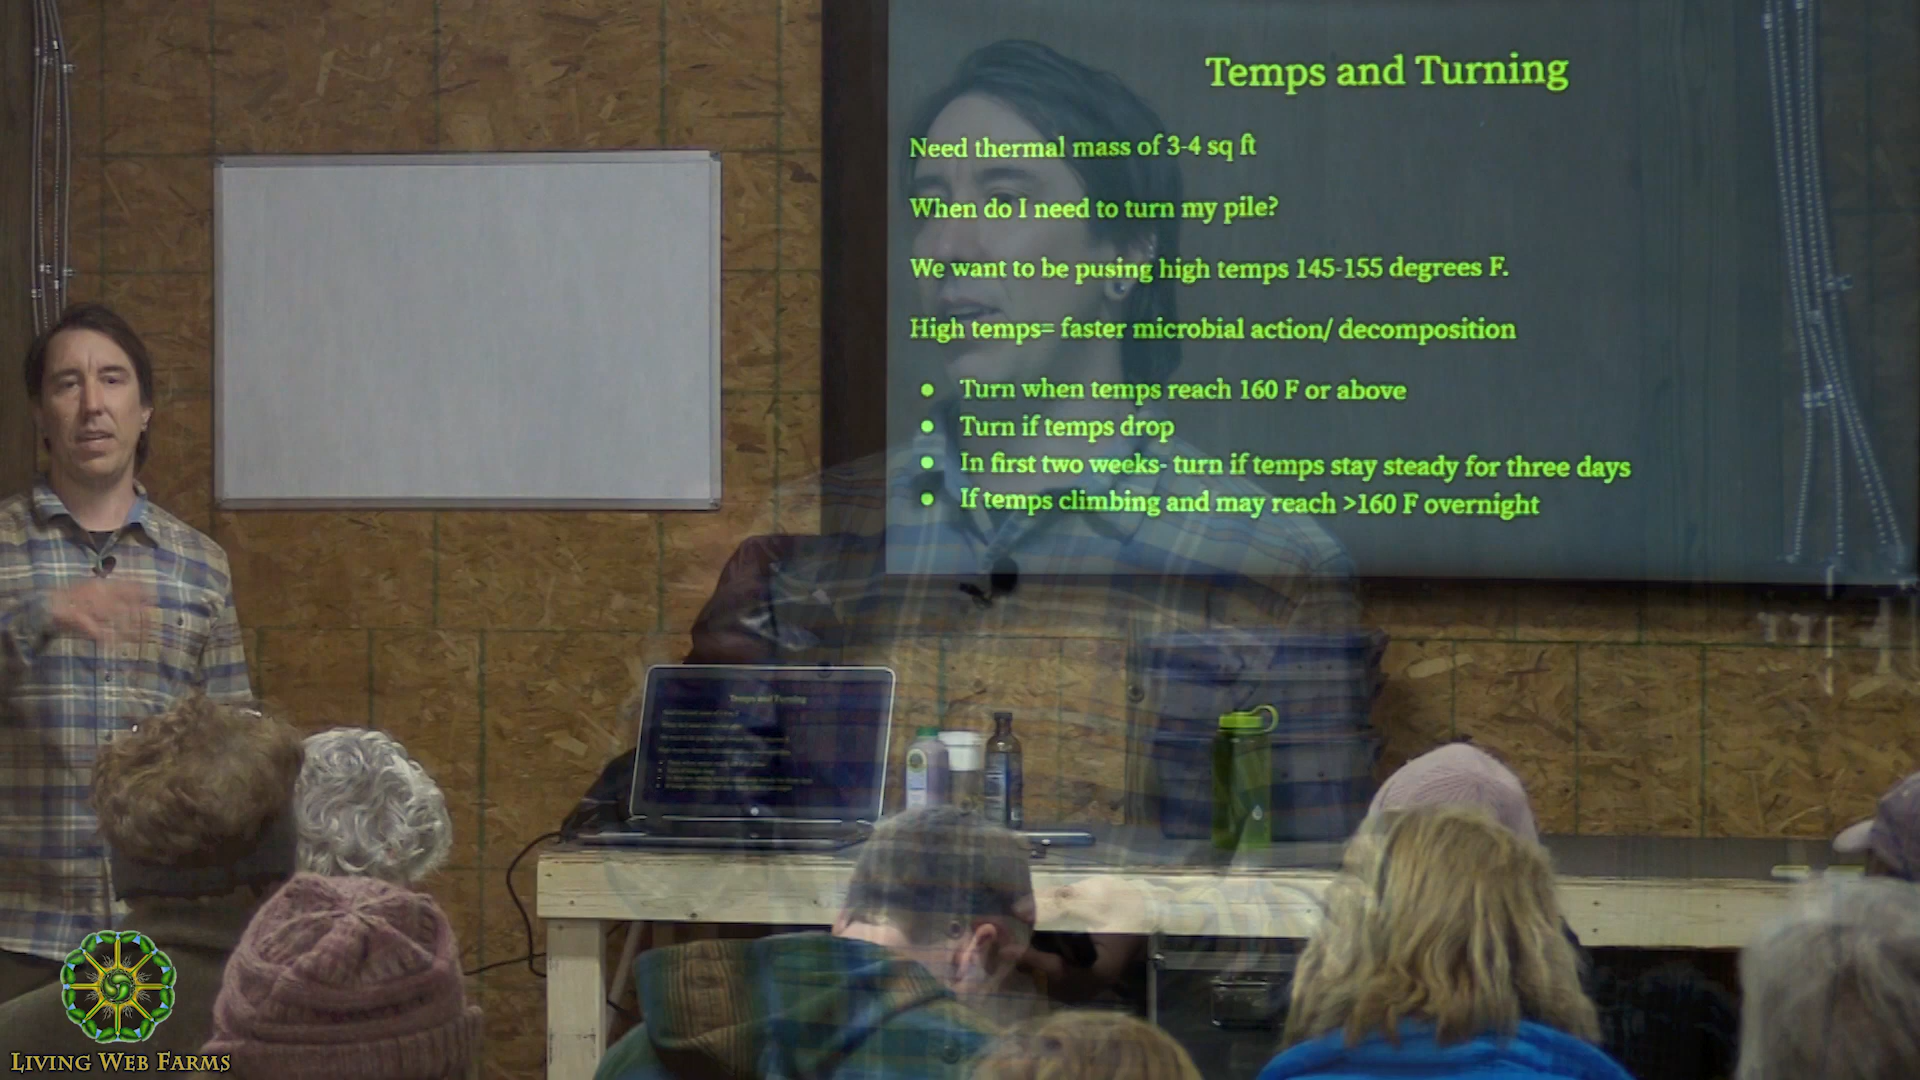 Temps and Turning
Need thermal mass of 3-4 sq ft
When do I need to turn my pile?
We want to be pusing high temps 145-155 degrees F.
High temps= faster microbial action/ decomposition
● Turn when temps reach 160 F or above
● Turn if temps drop
● In first two weeks- turn if temps stay steady for three days
● If temps climbing and may reach >160 F overnight
Temps and Turning
LIVING WEB FARMS